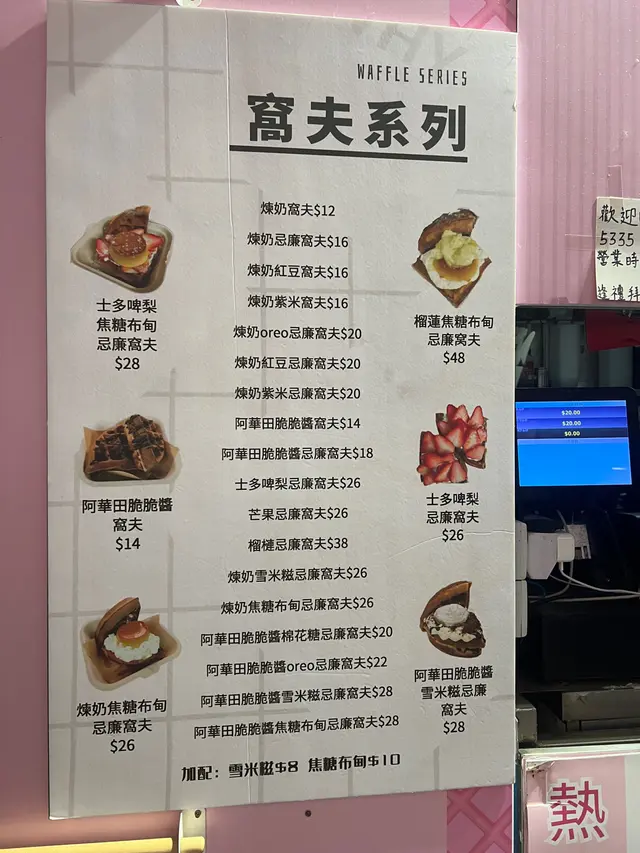 WAFFLE SERIES
窩夫系列
煉奶窩夫$12
煉奶忌廉窩夫$16
煉奶紅豆窩夫$16
煉奶紫米窩夫$16
煉奶oreo忌廉窩夫$20
煉奶紅豆忌廉窩夫$20
煉奶紫米忌廉窩夫$20
阿華田脆脆醬窩夫$14
阿華田脆脆醬忌廉窩夫$18
士多啤梨忌廉窩夫$26
芒果忌廉窩夫$26
榴槤忌廉窩夫$38
煉奶雪米糍忌廉窩夫$26
煉奶焦糖布甸忌廉窩夫$26
阿華田脆脆醬棉花糖忌廉窩夫$20
阿華田脆脆醬oreo忌廉窩夫$22
阿華田脆脆醬雪米糍忌廉窩夫$28
阿華田脆脆醬焦糖布甸忌廉窩夫$28
加配：雪米糍$8 焦糖布甸$10
士多啤梨
焦糖布甸
忌廉窩夫
$28
阿華田脆脆醬
窩夫
$14
煉奶焦糖布甸
忌廉窩夫
$26
榴蓮焦糖布甸
忌廉窩夫
$48
士多啤梨
忌廉窩夫
$26
阿華田脆脆醬
雪米糍忌廉
窩夫
$28
歡迎
5335
營業時
逢禮拜
$20.00
$20.00
$0.00
熱